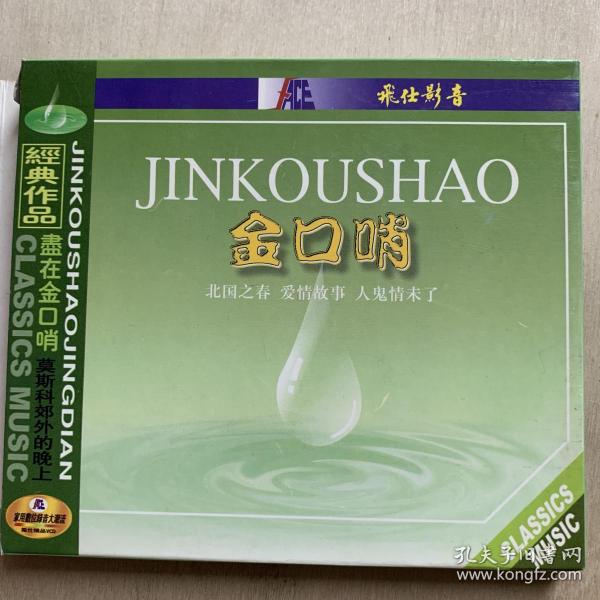 FACE
飛仕影音
JINKOUSHAO
金口哨
北国之春 爱情故事 人鬼情未了
CLASSICS
MUSIC
JINKOUSHAOJINGDIAN
經典作品
盡在金口哨
莫斯科郊外的晚上
CLASSICS MUSIC
孔夫子旧书网
www.kongfz.com